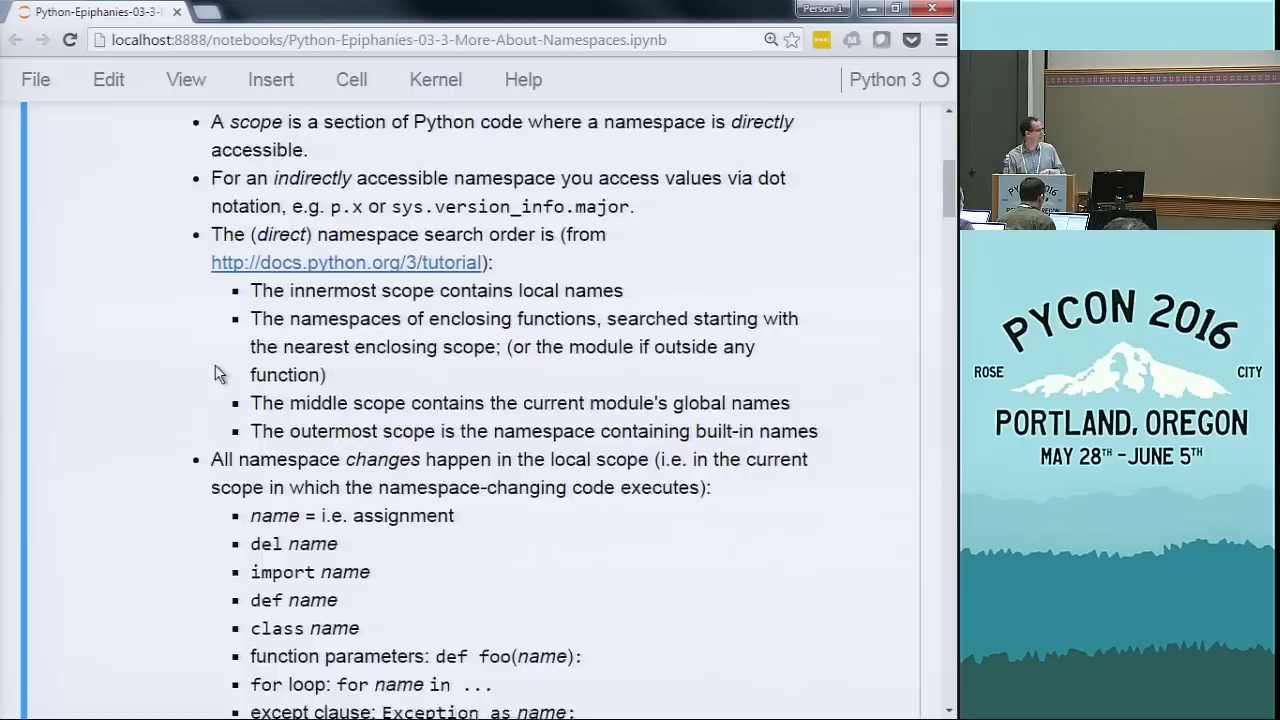 Python-Epiphanies-03-3-
Person 1
localhost:8888/notebooks/Python-Epiphanies-03-3-More-About-Namespaces.ipynb
File Edit View Insert Cell Kernel Help Python 3
• A scope is a section of Python code where a namespace is directly
accessible.
• For an indirectly accessible namespace you access values via dot
notation, e.g. p.x or sys.version_info.major.
• The (direct) namespace search order is (from
http://docs.python.org/3/tutorial):
▪ The innermost scope contains local names
▪ The namespaces of enclosing functions, searched starting with
the nearest enclosing scope; (or the module if outside any
function)
▪ The middle scope contains the current module's global names
▪ The outermost scope is the namespace containing built-in names
• All namespace changes happen in the local scope (i.e. in the current
scope in which the namespace-changing code executes):
▪ name = i.e. assignment
▪ del name
▪ import name
▪ def name
▪ class name
▪ function parameters: def foo(name):
▪ for loop: for name in ...
▪ except clause: Exception as name:
PYCON 2016
PORTLAND, OREGON
PYCON 2016
ROSE CITY
PORTLAND, OREGON
MAY 28TH - JUNE 5TH